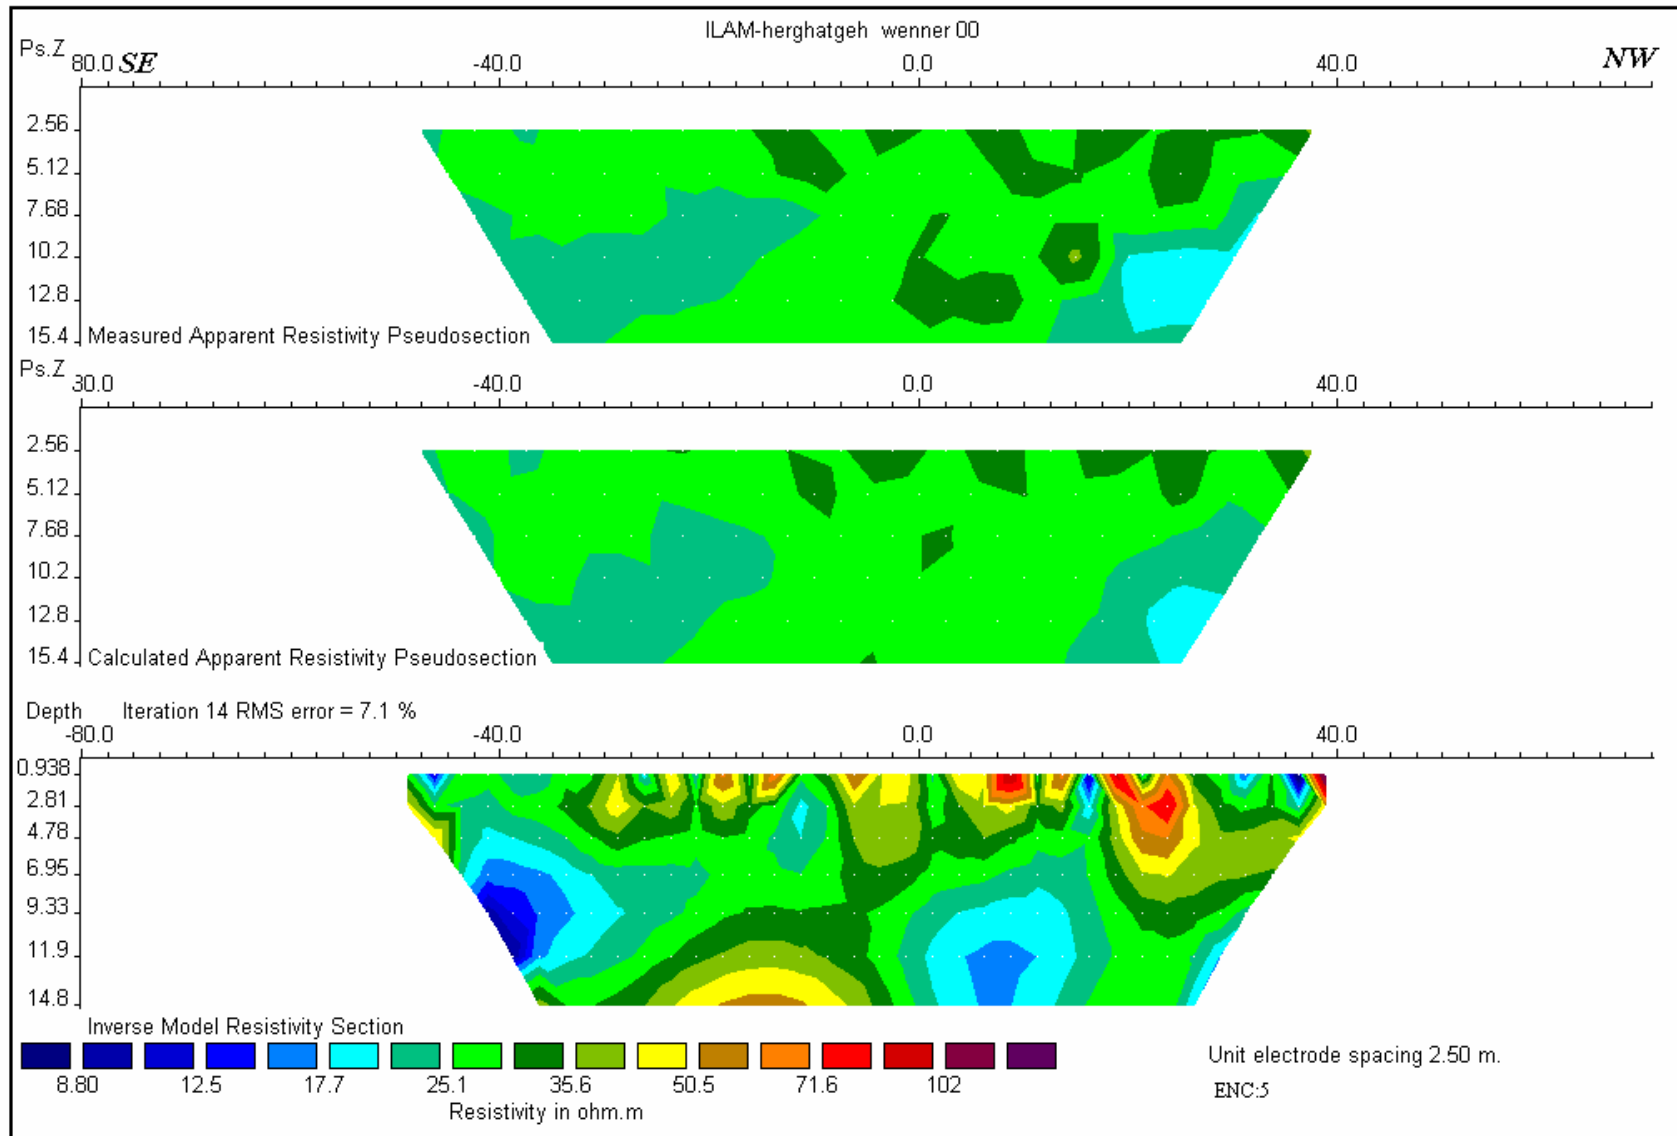 ILAM-herghatgeh wenner 00
Ps.Z
80.0 SE -40.0 0.0 40.0 NW
2.56
5.12
7.68
10.2
12.8
15.4 Measured Apparent Resistivity Pseudosection
Ps.Z 30.0 -40.0 0.0 40.0
2.56
5.12
7.68
10.2
12.8
15.4 Calculated Apparent Resistivity Pseudosection
Depth Iteration 14 RMS error = 7.1 %
-80.0 -40.0 0.0 40.0
0.938
2.81
4.78
6.95
9.33
11.9
14.8
Inverse Model Resistivity Section
8.80 12.5 17.7 25.1 35.6 50.5 71.6 102
Resistivity in ohm.m
Unit electrode spacing 2.50 m.
ENC:5